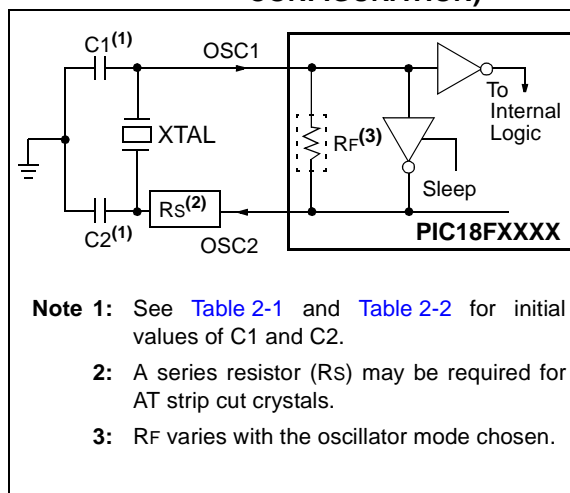 CONFIGURATION)
C1(1)
OSC1
To
Internal
Logic
XTAL
RF(3)
Sleep
RS(2)
C2(1)
OSC2
PIC18FXXXX
Note 1: See Table 2-1 and Table 2-2 for initial
values of C1 and C2.
2: A series resistor (RS) may be required for
AT strip cut crystals.
3: RF varies with the oscillator mode chosen.